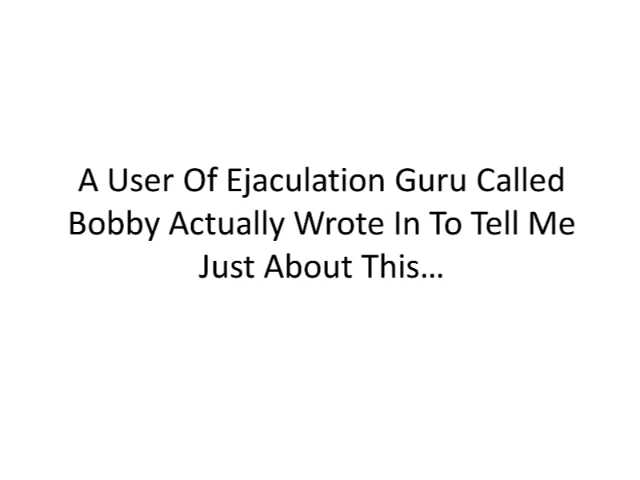 A User Of Ejaculation Guru Called
Bobby Actually Wrote In To Tell Me
Just About This…